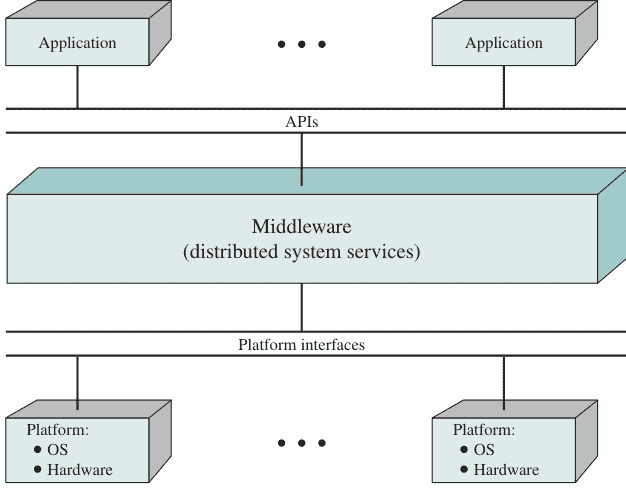 Application
Application
APIs
Middleware
(distributed system services)
Platform interfaces
Platform:
• OS
• Hardware
Platform:
• OS
• Hardware